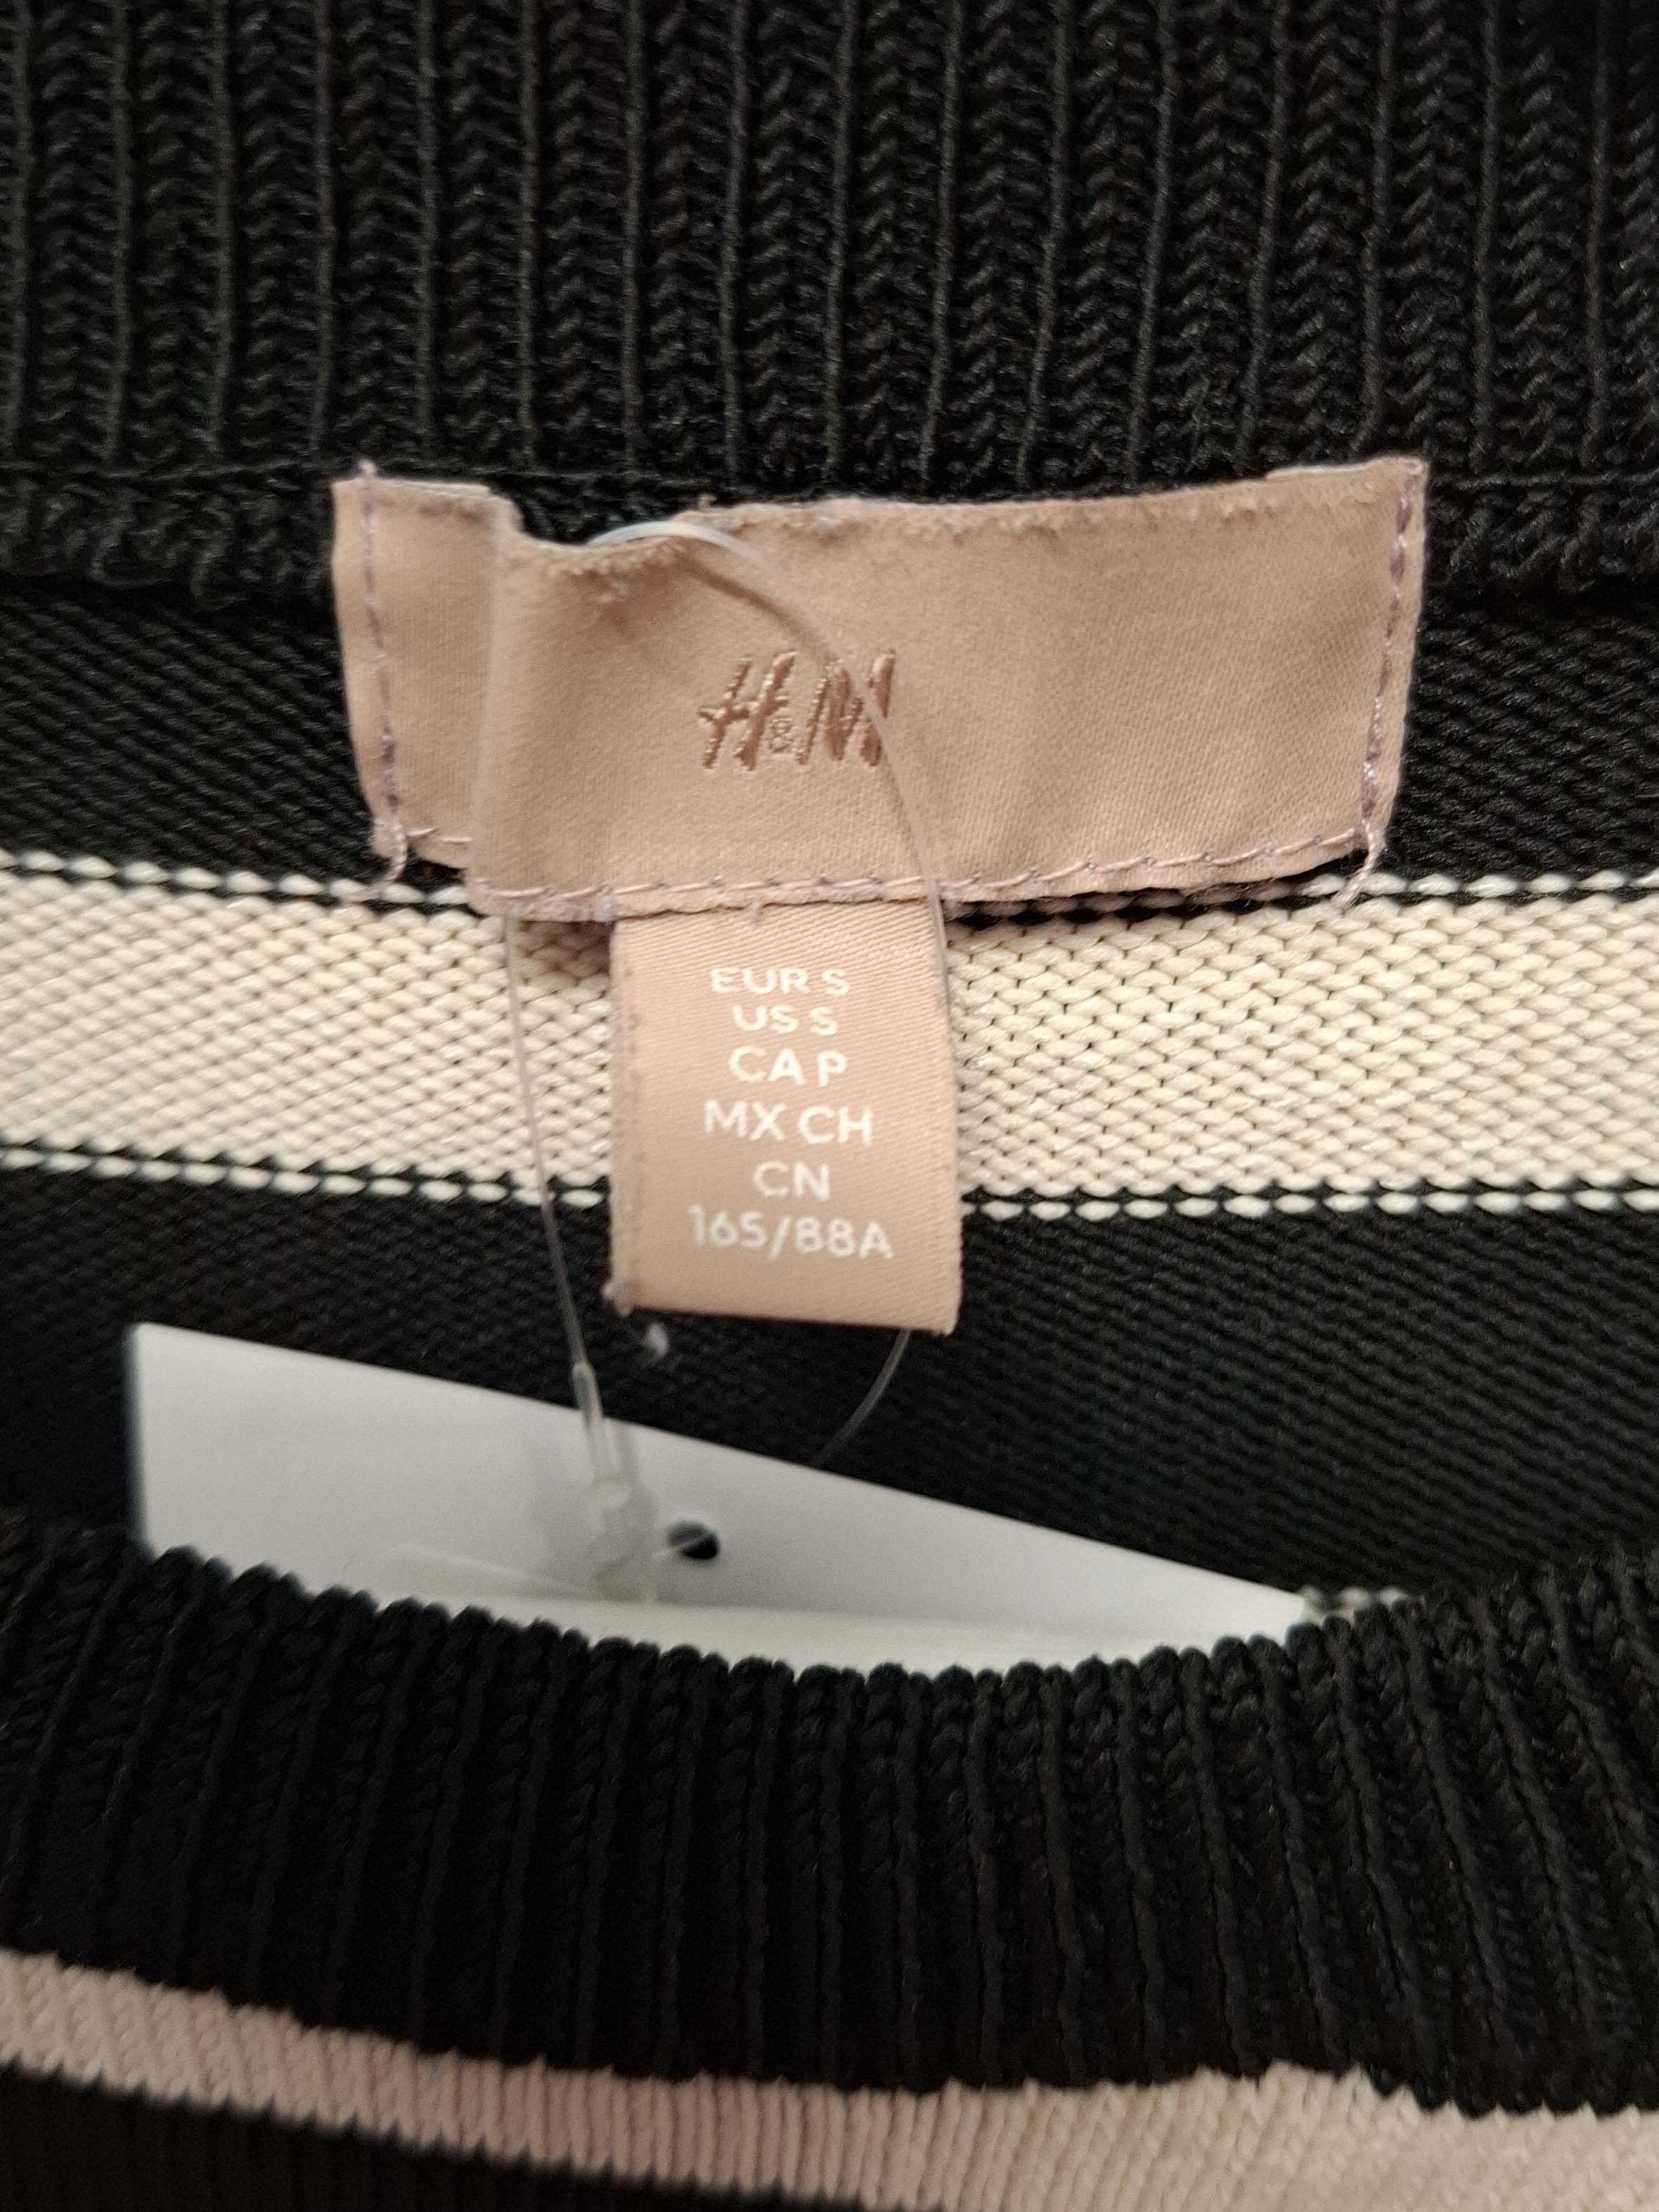 H&M
EUR S
US S
CA P
MX CH
CN
165/88A